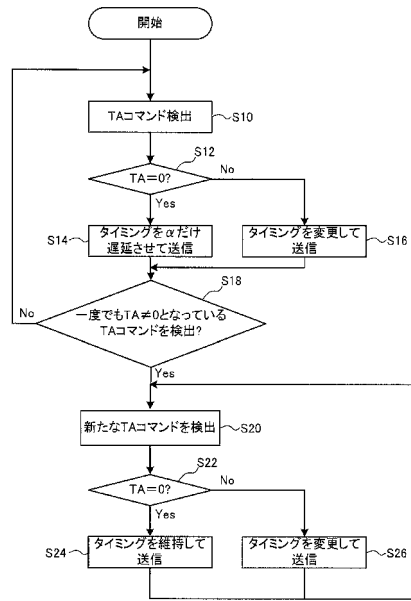 開始
TAコマンド検出
S10
S12
TA=0?
No
Yes
S14
タイミングをαだけ
遅延させて送信
タイミングを変更して
送信
S16
S18
No
一度でもTA≠0となっている
TAコマンドを検出?
Yes
新たなTAコマンドを検出
S20
S22
TA=0?
No
Yes
S24
タイミングを維持して
送信
タイミングを変更して
送信
S26